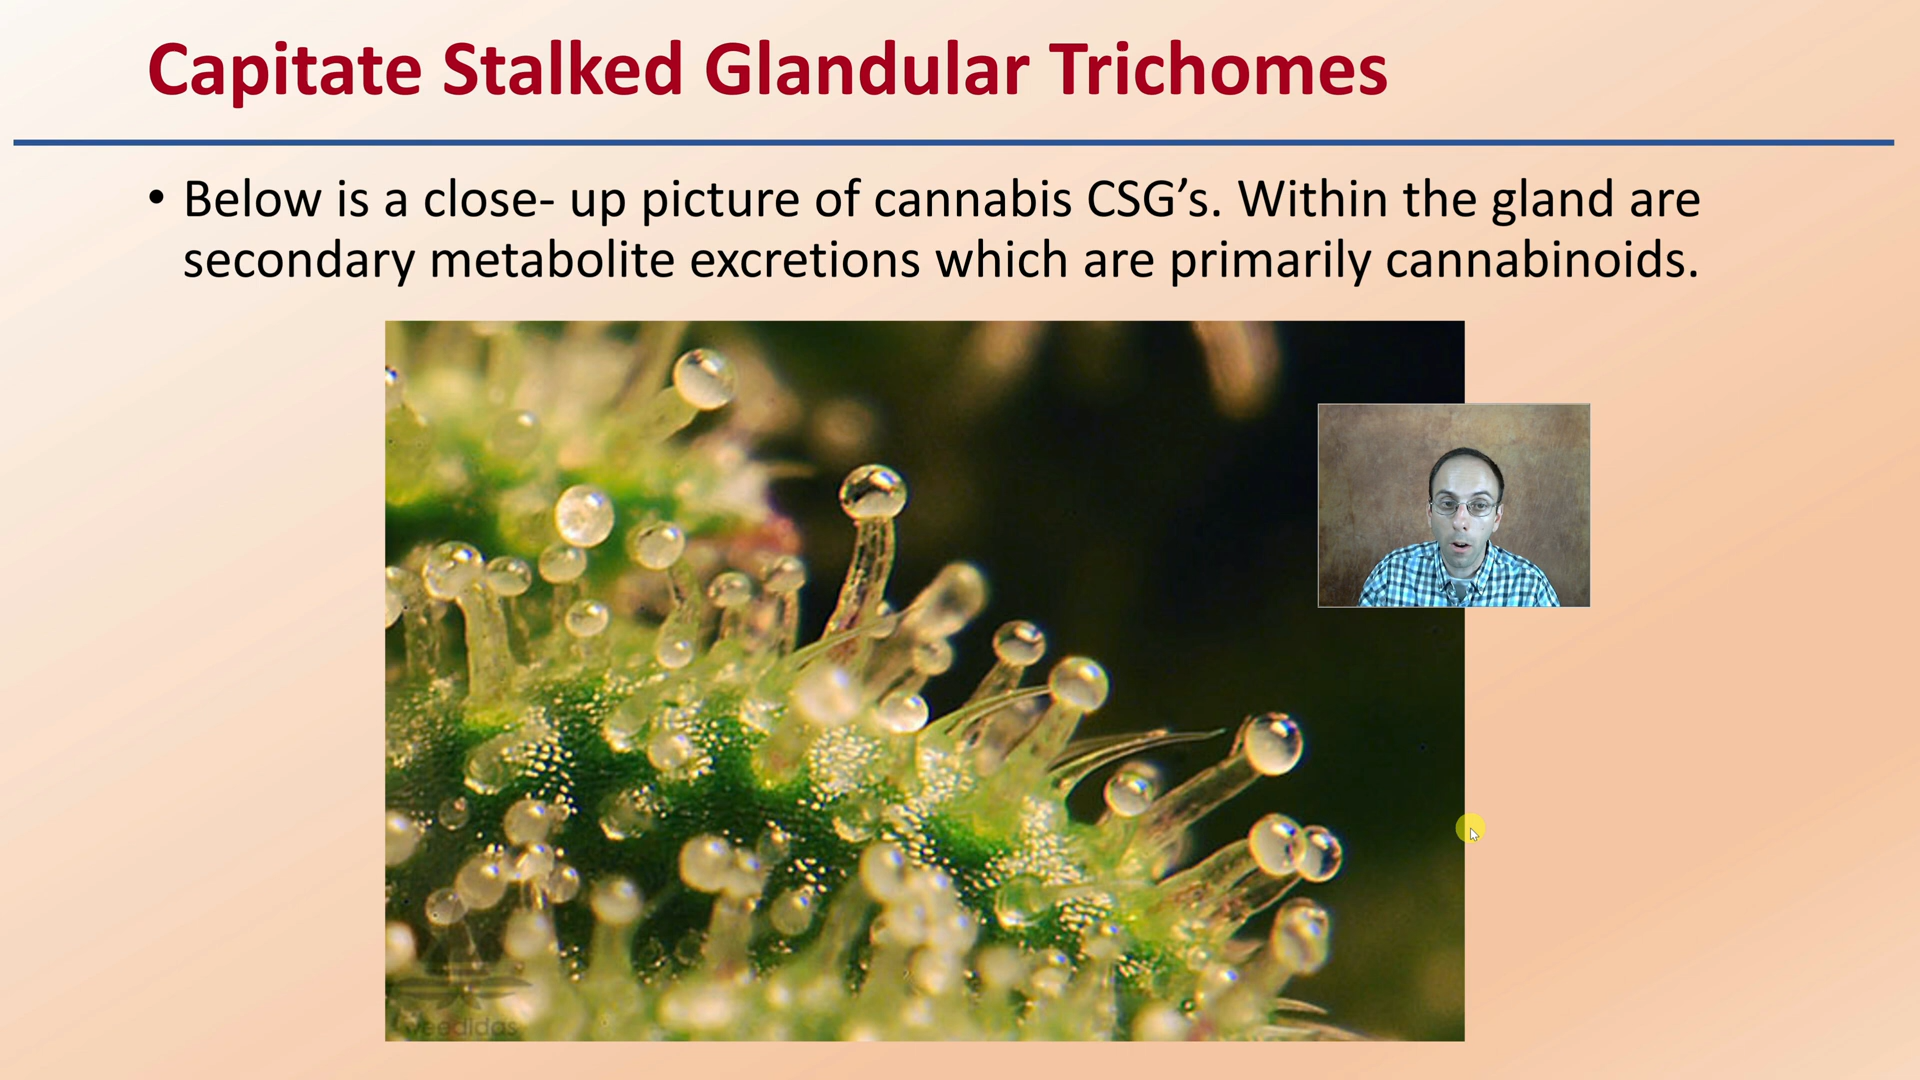 Capitate Stalked Glandular Trichomes
• Below is a close- up picture of cannabis CSG’s. Within the gland are
secondary metabolite excretions which are primarily cannabinoids.
weedidas